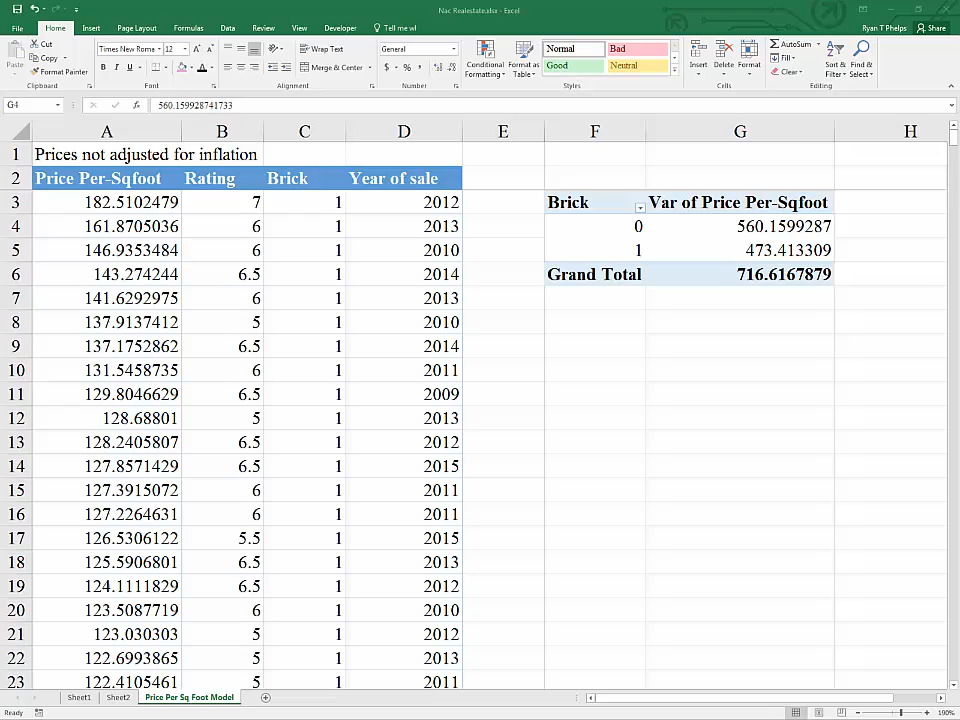 Nac Realestate.xlsx - Excel
File Home Insert Page Layout Formulas Data Review View Developer Tell me Ryan T Phelps Share
Paste Cut Copy Format Painter Clipboard
Times New Roma 12 A A B I U A Font
Wrap Text Merge & Center Alignment
General $ % , Number
Conditional Formatting Format as Table Normal Bad Good Neutral Styles
Insert Delete Format Cells
AutoSum Fill Clear Sort & Filter Find & Select Editing
G4 fx 560.159928741733
A B C D E F G H
1 Prices not adjusted for inflation
2 Price Per-Sqfoot Rating Brick Year of sale
3 182.5102479 7 1 2012 Brick Var of Price Per-Sqfoot
4 161.8705036 6 1 2013 0 560.1599287
5 146.9353484 6 1 2010 1 473.413309
6 143.274244 6.5 1 2014 Grand Total 716.6167879
7 141.6292975 6 1 2013
8 137.9137412 5 1 2010
9 137.1752862 6.5 1 2014
10 131.5458735 6 1 2011
11 129.8046629 6.5 1 2009
12 128.68801 5 1 2013
13 128.2405807 6.5 1 2012
14 127.8571429 6.5 1 2015
15 127.3915072 6 1 2011
16 127.2264631 6 1 2011
17 126.5306122 5.5 1 2015
18 125.5906801 6.5 1 2013
19 124.1111829 6.5 1 2012
20 123.5087719 6 1 2010
21 123.030303 5 1 2012
22 122.6993865 5 1 2013
23 122.4105461 5 1 2011
Sheet1 Sheet2 Price Per Sq Foot Model
Ready 190%